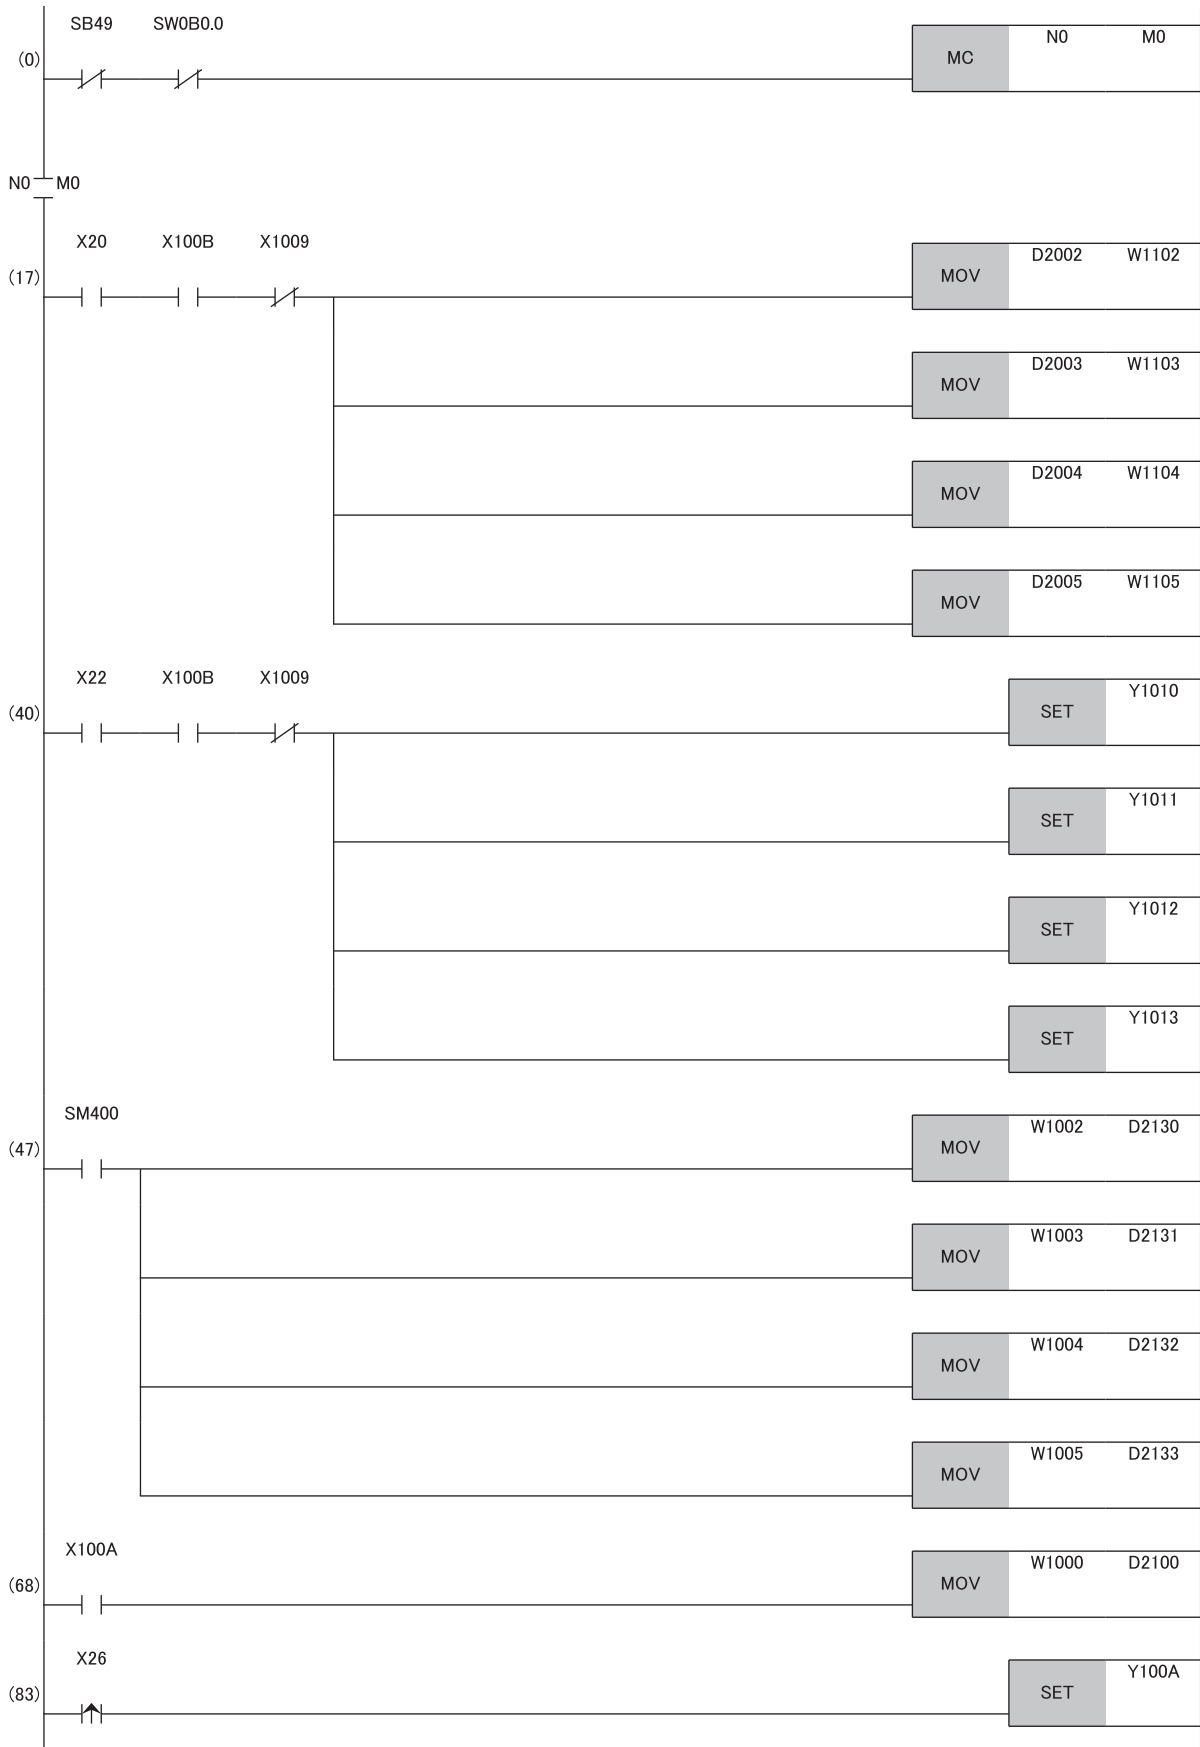 SB49 SW0B0.0
(0) MC N0 M0
N0 M0
X20 X100B X1009
(17) MOV D2002 W1102
MOV D2003 W1103
MOV D2004 W1104
MOV D2005 W1105
X22 X100B X1009
(40) SET Y1010
SET Y1011
SET Y1012
SET Y1013
SM400
(47) MOV W1002 D2130
MOV W1003 D2131
MOV W1004 D2132
MOV W1005 D2133
X100A
(68) MOV W1000 D2100
X26
(83) SET Y100A